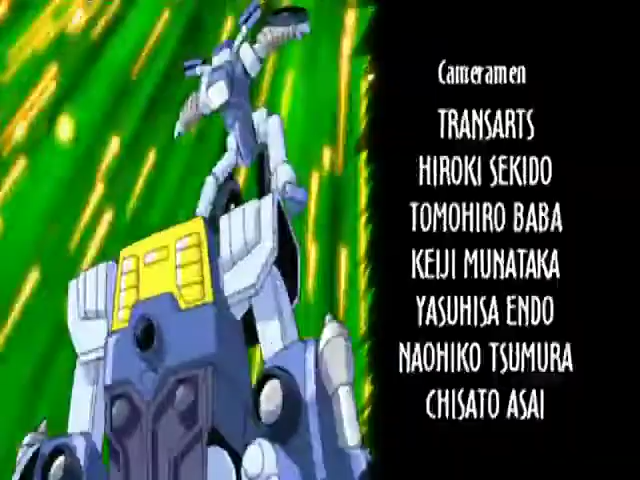 Cameramen
TRANSARTS
HIROKI SEKIDO
TOMOHIRO BABA
KEIJI MUNATAKA
YASUHISA ENDO
NAOHIKO TSUMURA
CHISATO ASAI